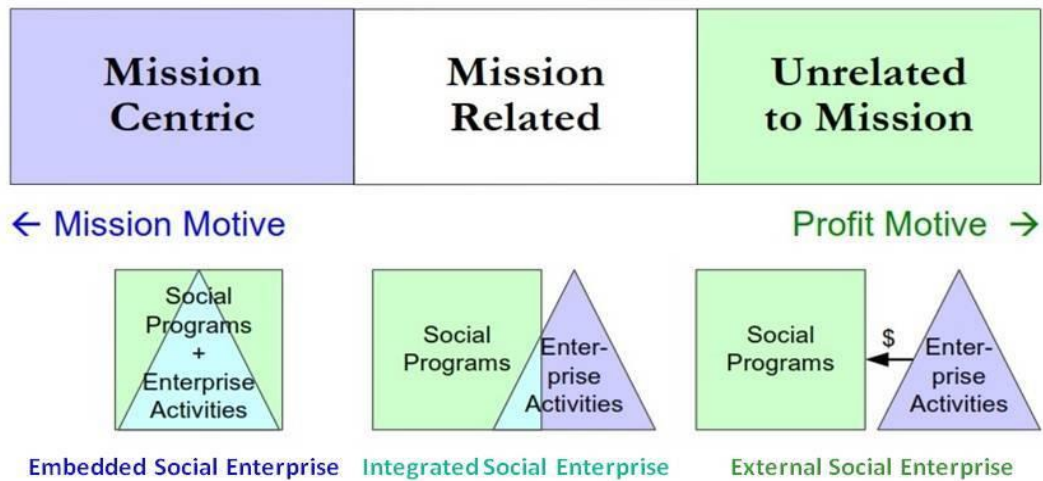 Mission
Centric
Mission
Related
Unrelated
to Mission
← Mission Motive
Profit Motive →
Social
Programs
+
Enterprise
Activities
Social
Programs
Enter-
prise
Activities
Social
Programs
$
Enter-
prise
Activities
Embedded Social Enterprise
Integrated Social Enterprise
External Social Enterprise